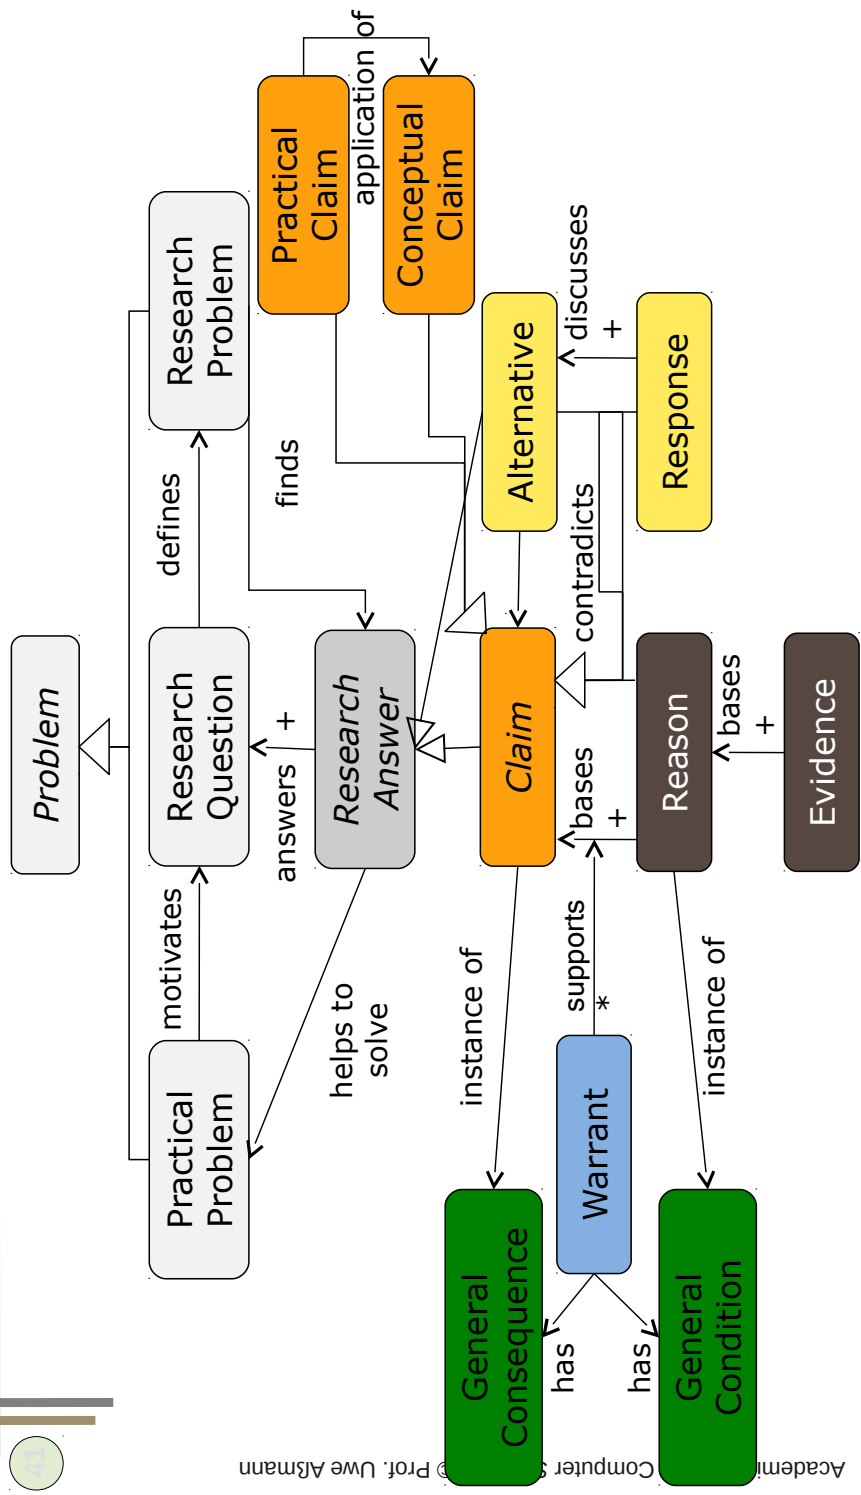 Problem
Practical
Problem
motivates
Research
Question
defines
Research
Problem
helps to
solve
answers
+
finds
Research
Answer
Practical
Claim
application of
Conceptual
Claim
General
Consequence
instance of
Claim
Alternative
has
Warrant
supports
*
bases
+
contradicts
discusses
+
has
General
Condition
instance of
Reason
Response
bases
+
Evidence
41
Academi
Computer S
© Prof. Uwe Aßmann